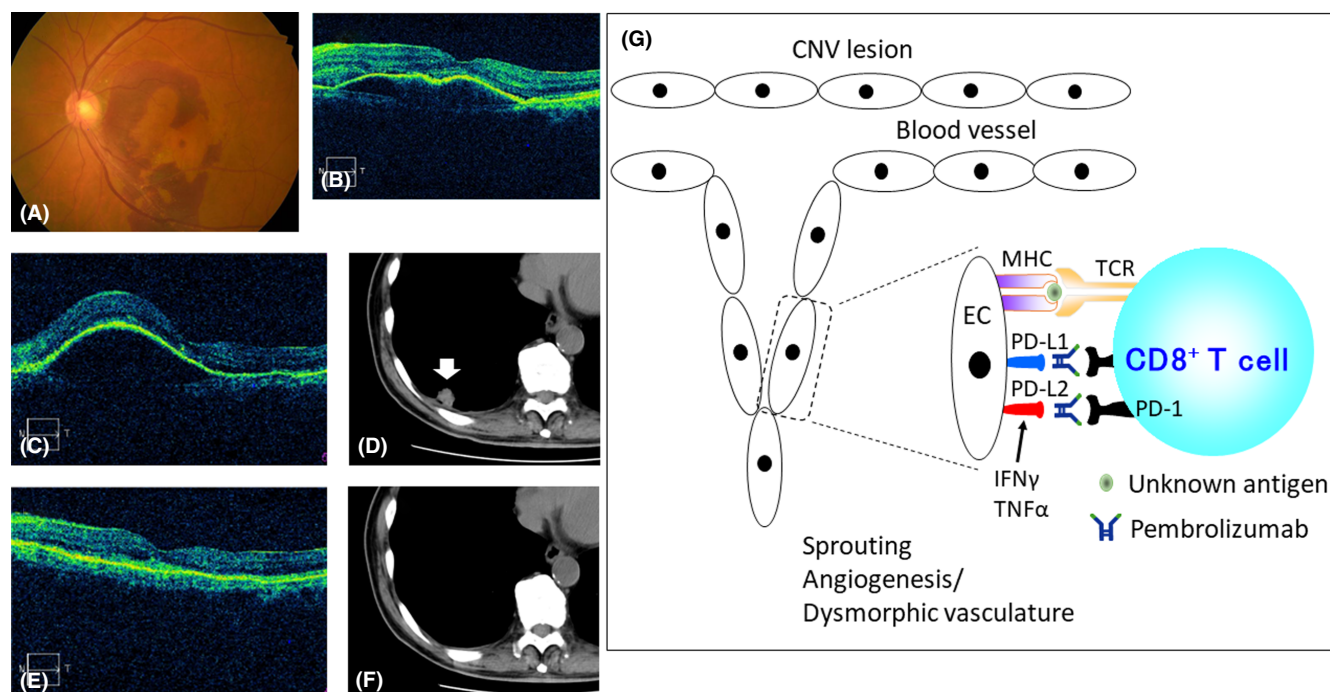 (A)
N T
(B)
N T
(C)
(D)
N T
(E)
(F)
(G)
CNV lesion
Blood vessel
MHC
TCR
EC
PD-L1
CD8+ T cell
PD-L2
PD-1
IFNγ
TNFα
Unknown antigen
Pembrolizumab
Sprouting
Angiogenesis/
Dysmorphic vasculature